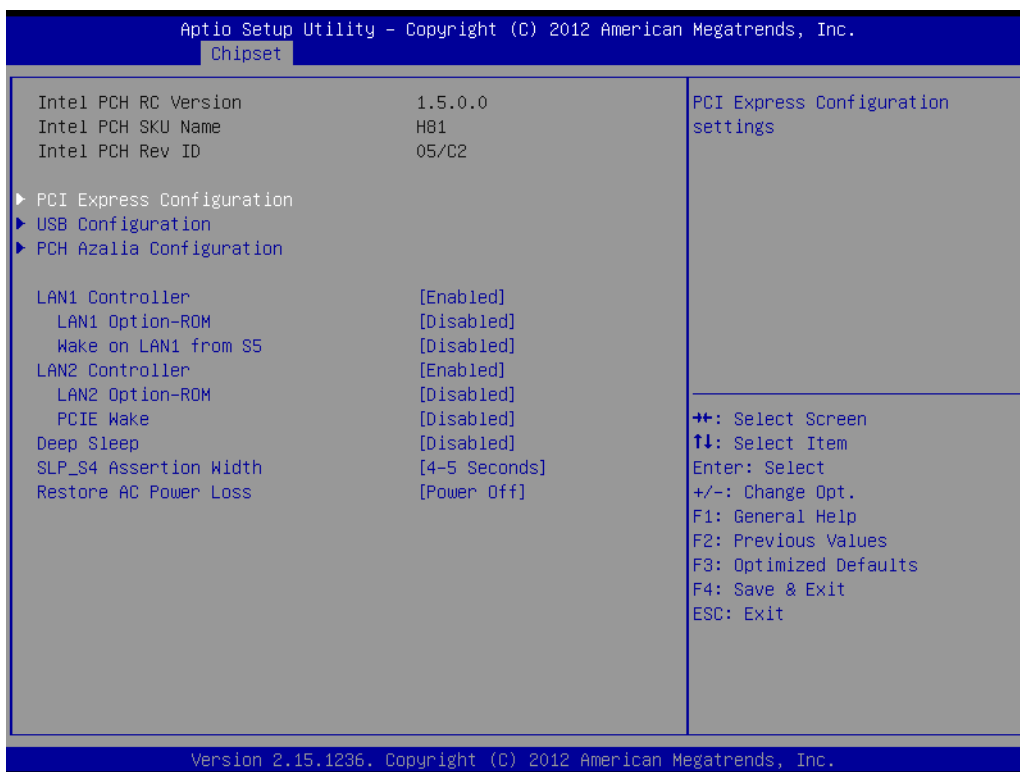 Aptio Setup Utility – Copyright (C) 2012 American Megatrends, Inc.
Chipset
Intel PCH RC Version 1.5.0.0
Intel PCH SKU Name H81
Intel PCH Rev ID 05/C2
▶ PCI Express Configuration
▶ USB Configuration
▶ PCH Azalia Configuration
LAN1 Controller [Enabled]
LAN1 Option-ROM [Disabled]
Wake on LAN1 from S5 [Disabled]
LAN2 Controller [Enabled]
LAN2 Option-ROM [Disabled]
PCIE Wake [Disabled]
Deep Sleep [Disabled]
SLP_S4 Assertion Width [4-5 Seconds]
Restore AC Power Loss [Power Off]
PCI Express Configuration
settings
→←: Select Screen
↑↓: Select Item
Enter: Select
+/-: Change Opt.
F1: General Help
F2: Previous Values
F3: Optimized Defaults
F4: Save & Exit
ESC: Exit
Version 2.15.1236. Copyright (C) 2012 American Megatrends, Inc.